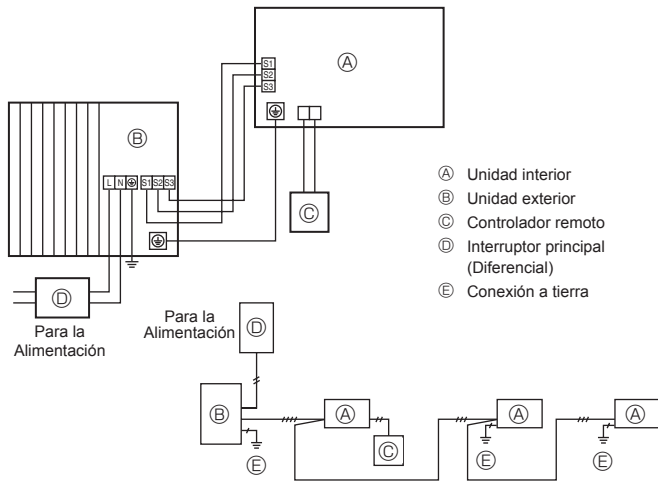 S1
S2
S3
Ⓐ
Ⓑ
L N S1 S2 S3
Ⓒ
Ⓓ
Para la
Alimentación
Ⓐ Unidad interior
Ⓑ Unidad exterior
Ⓒ Controlador remoto
Ⓓ Interruptor principal
(Diferencial)
Ⓔ Conexión a tierra
Para la
Alimentación
Ⓓ
Ⓑ Ⓐ Ⓐ Ⓐ
Ⓒ
Ⓔ Ⓔ Ⓔ